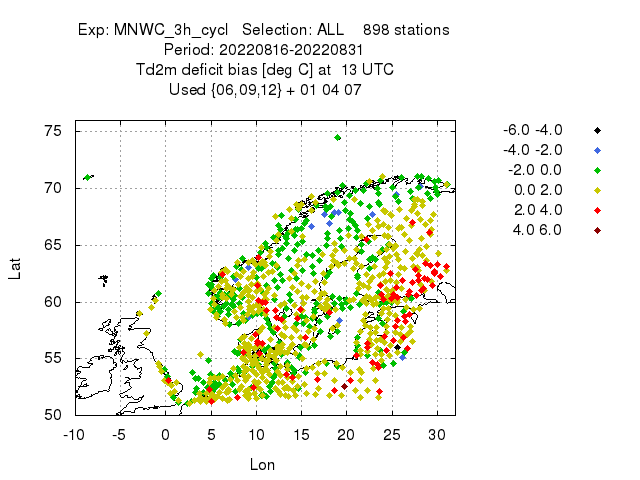 Exp: MNWC_3h_cycl   Selection: ALL    898 stations
Period: 20220816-20220831
Td2m deficit bias [deg C] at  13 UTC
Used {06,09,12} + 01 04 07
-6.0 -4.0
-4.0 -2.0
-2.0 0.0
0.0 2.0
2.0 4.0
4.0 6.0
75
70
65
60
55
50
Lat
-10 -5 0 5 10 15 20 25 30
Lon